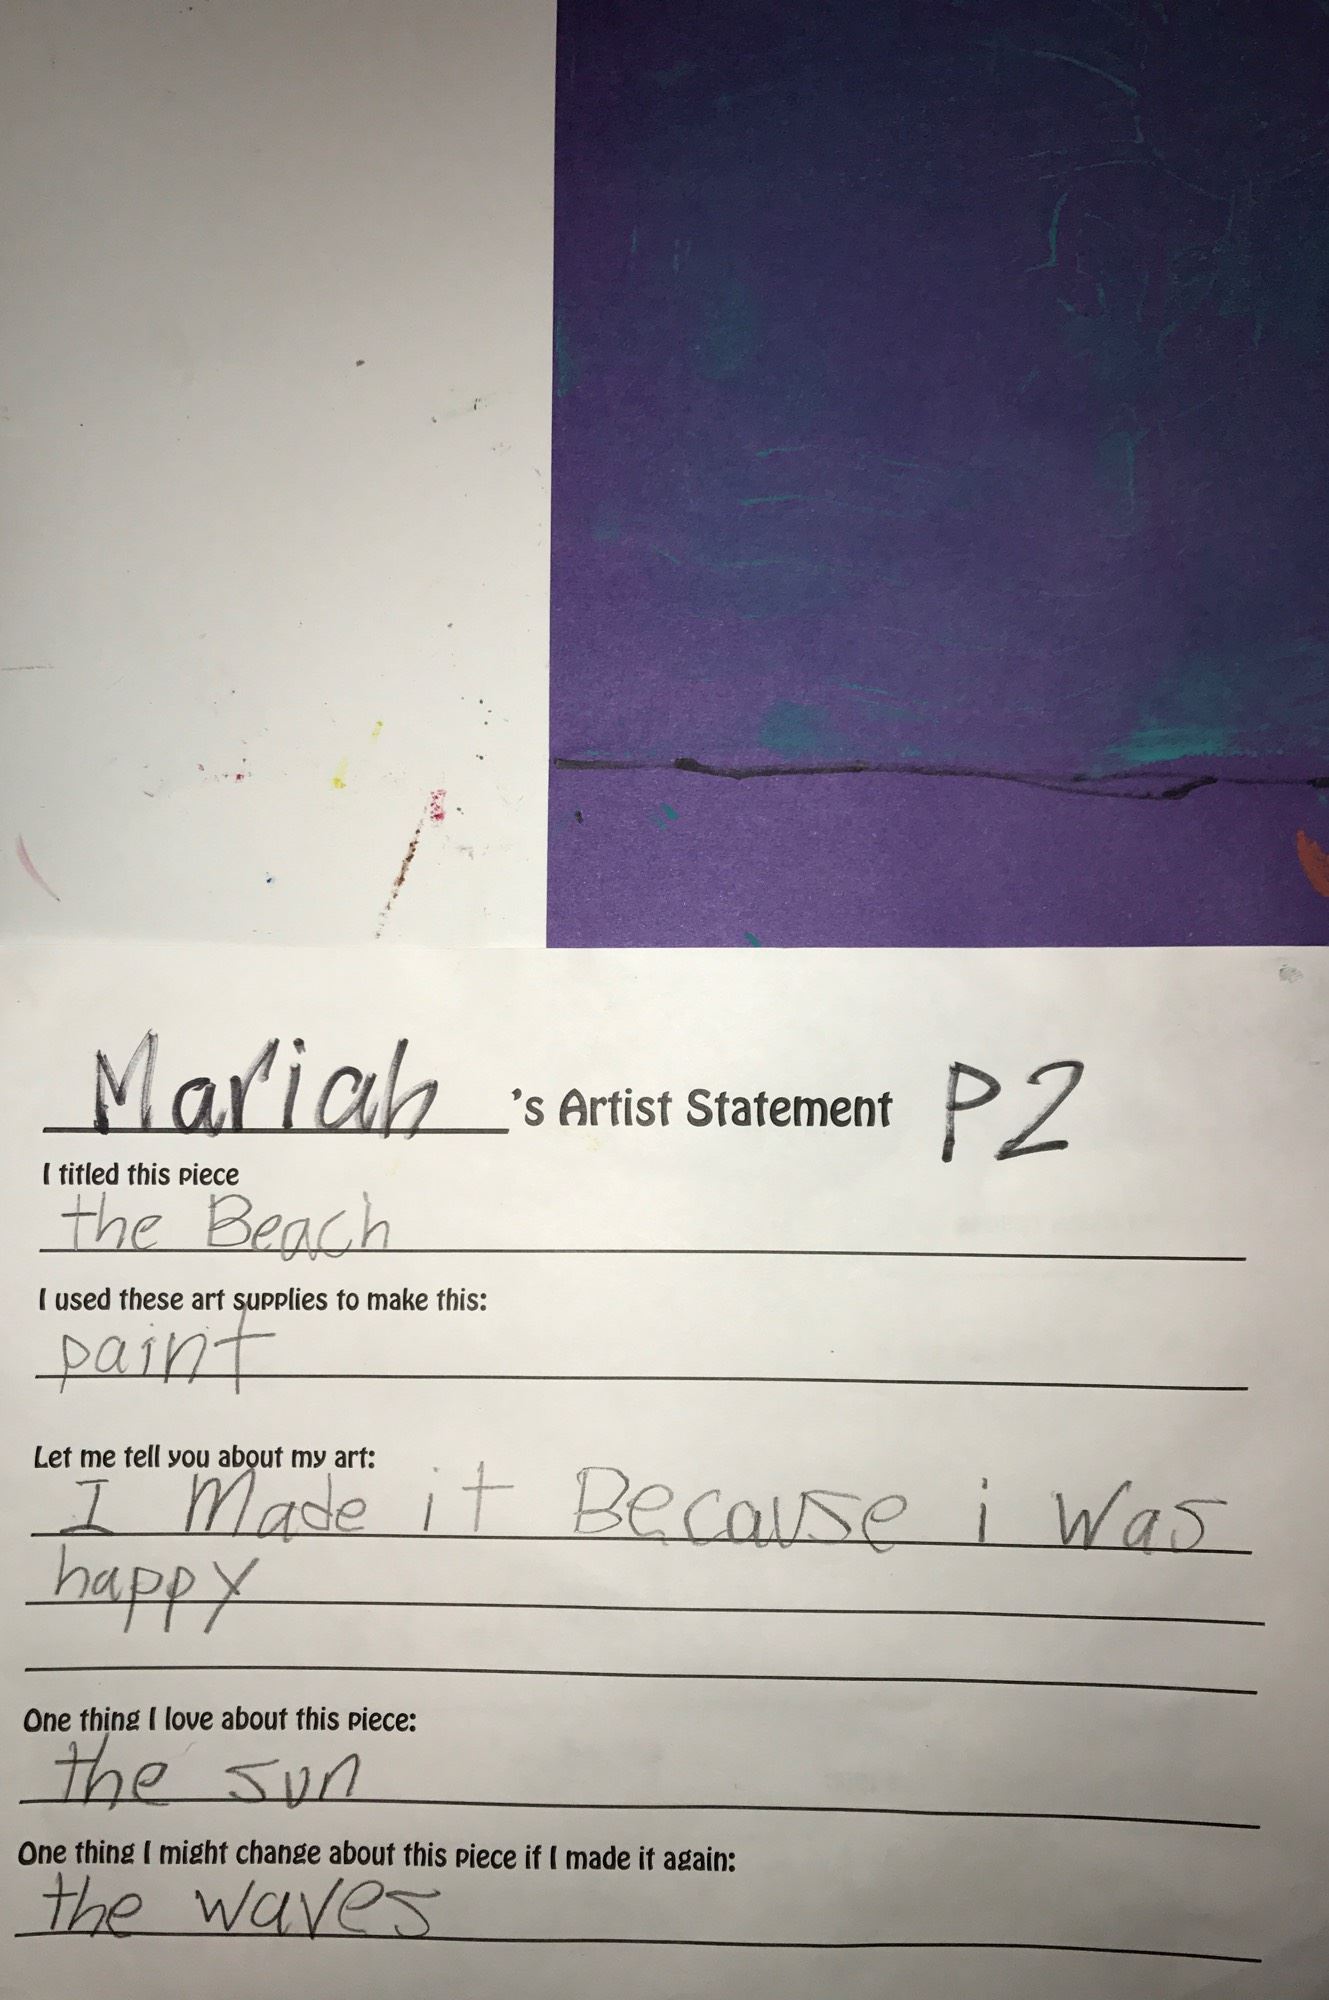 Mariah's Artist Statement P2
I titled this piece
the Beach
I used these art supplies to make this:
paint
Let me tell you about my art:
I Made it Because i was
happy
One thing I love about this piece:
the sun
One thing I might change about this piece if I made it again:
the waves